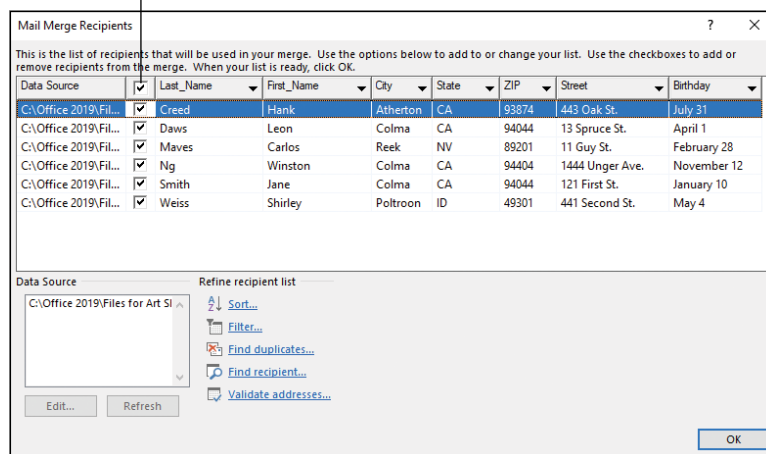 Mail Merge Recipients
This is the list of recipients that will be used in your merge. Use the options below to add to or change your list. Use the checkboxes to add or
remove recipients from the merge. When your list is ready, click OK.
Data Source Last_Name First_Name City State ZIP Street Birthday
C:\Office 2019\Fil... Creed Hank Atherton CA 93874 443 Oak St. July 31
C:\Office 2019\Fil... Daws Leon Colma CA 94044 13 Spruce St. April 1
C:\Office 2019\Fil... Maves Carlos Reek NV 89201 11 Guy St. February 28
C:\Office 2019\Fil... Ng Winston Colma CA 94404 1444 Unger Ave. November 12
C:\Office 2019\Fil... Smith Jane Colma CA 94044 121 First St. January 10
C:\Office 2019\Fil... Weiss Shirley Poltroon ID 49301 441 Second St. May 4
Data Source
C:\Office 2019\Files for Art Sl
Edit... Refresh
Refine recipient list
Sort...
Filter...
Find duplicates...
Find recipient...
Validate addresses...
OK